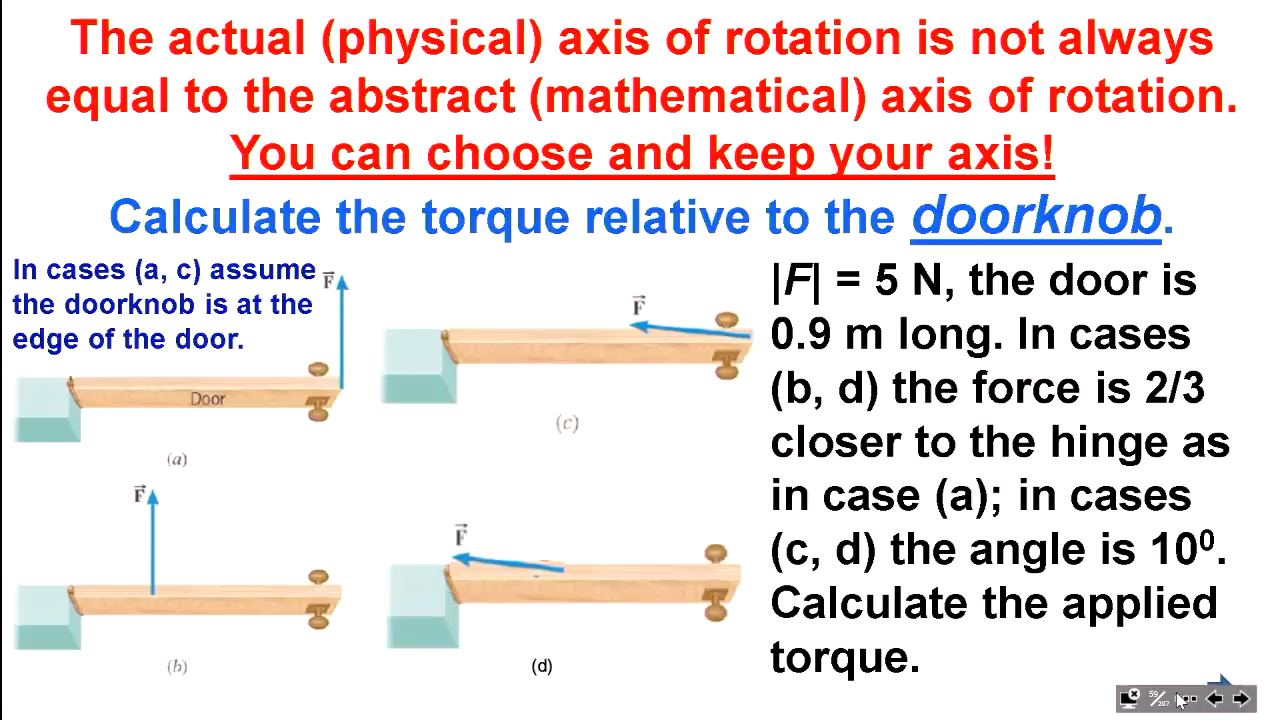 The actual (physical) axis of rotation is not always
equal to the abstract (mathematical) axis of rotation.
You can choose and keep your axis!
Calculate the torque relative to the doorknob.
In cases (a, c) assume
the doorknob is at the
edge of the door.
F
Door
(a)
F
(c)
F
(b)
F
(d)
|F| = 5 N, the door is
0.9 m long. In cases
(b, d) the force is 2/3
closer to the hinge as
in case (a); in cases
(c, d) the angle is 10⁰.
Calculate the applied
torque.
59/207